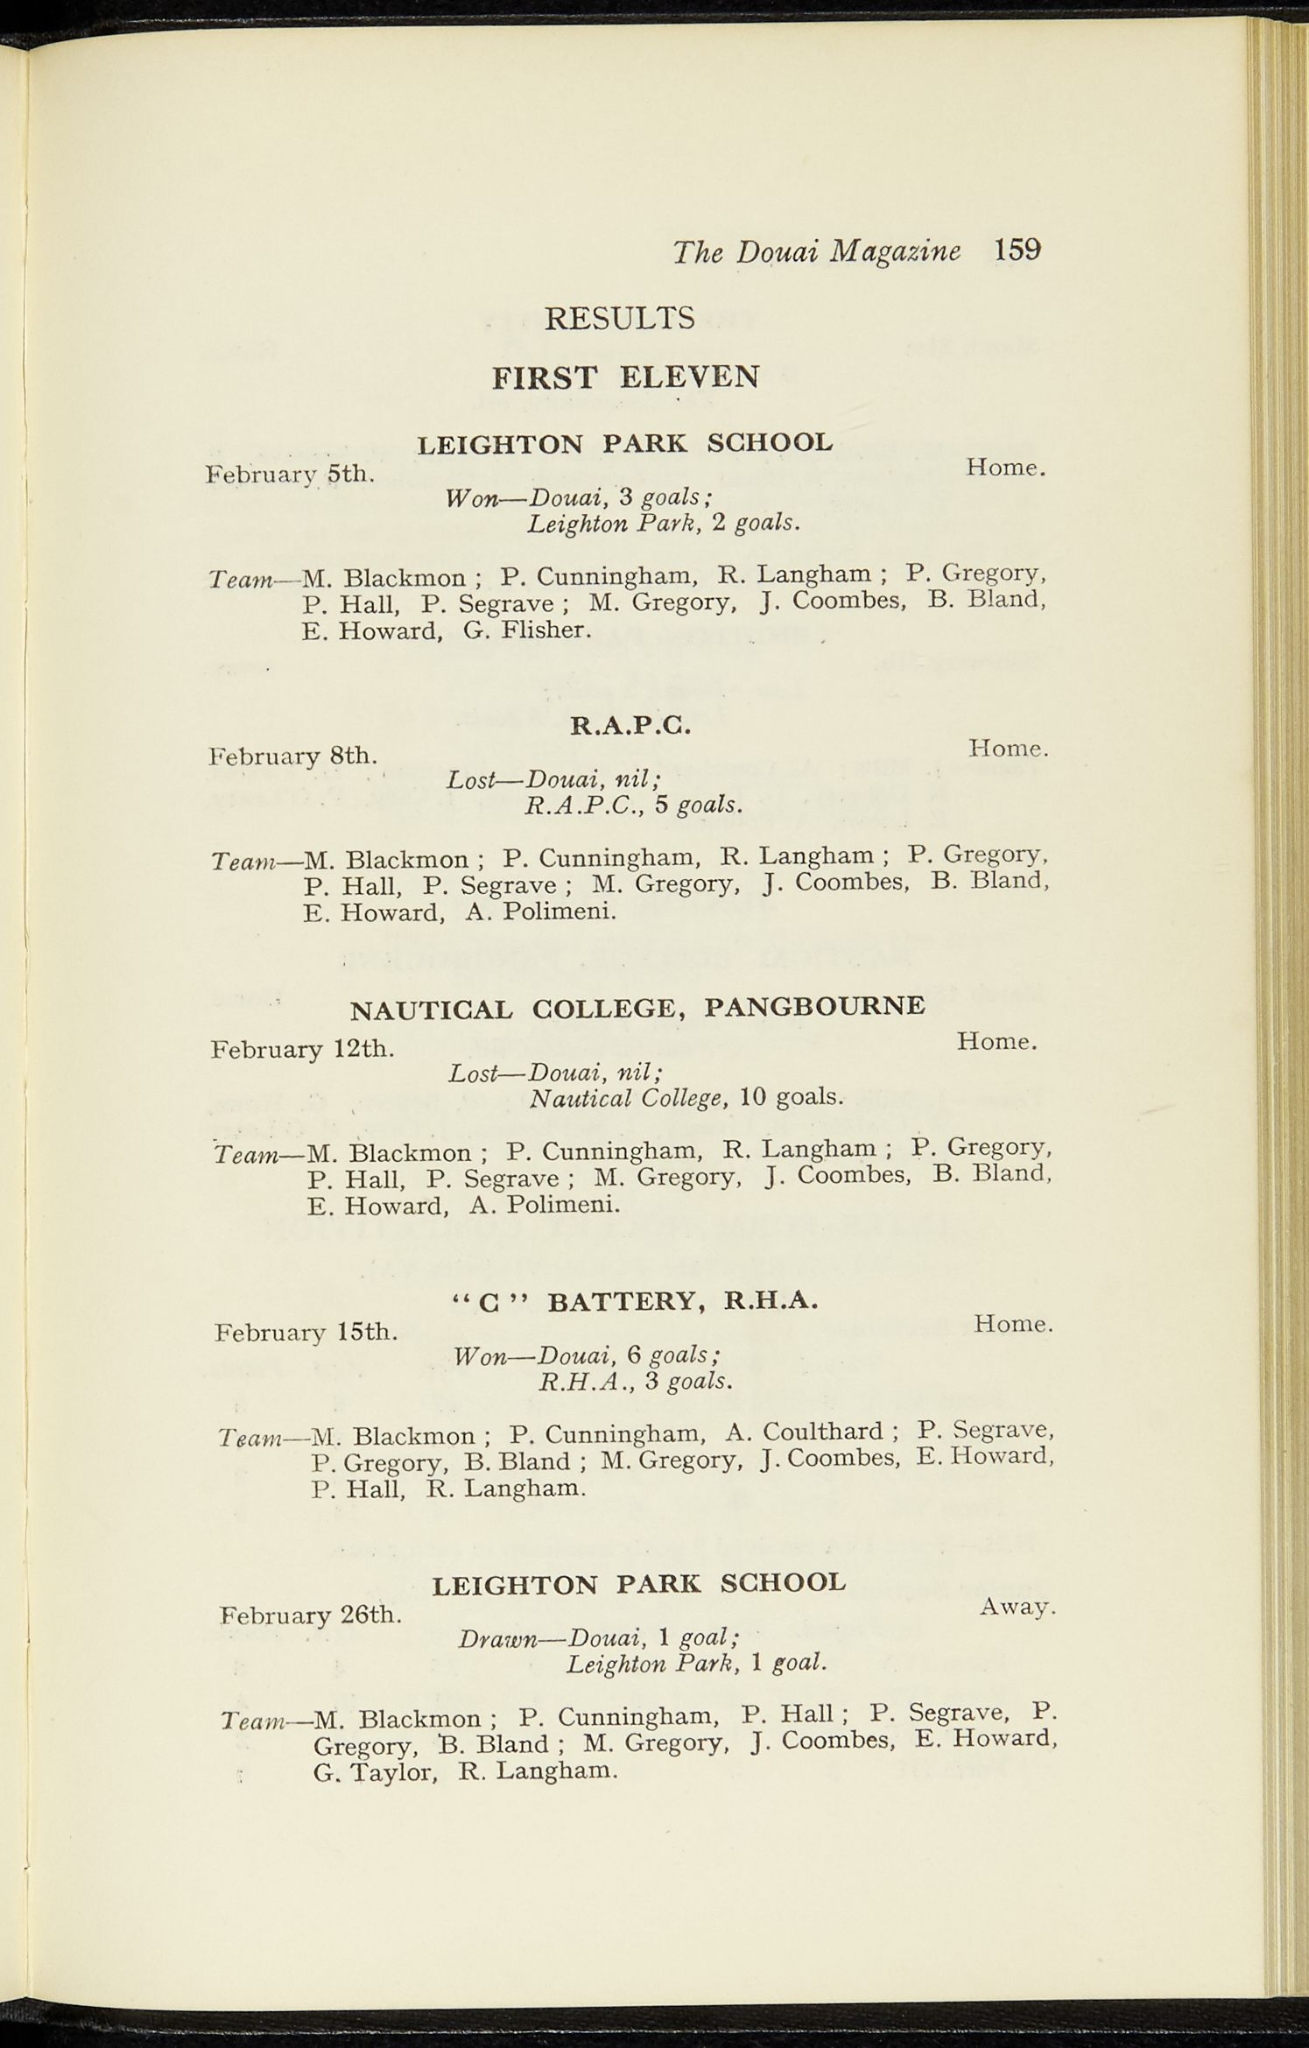 The Douai Magazine 159
RESULTS
FIRST ELEVEN
LEIGHTON PARK SCHOOL
February 5th. Home.
Won—Douai, 3 goals;
Leighton Park, 2 goals.
Team—M. Blackmon; P. Cunningham, R. Langham; P. Gregory,
P. Hall, P. Segrave; M. Gregory, J. Coombes, B. Bland,
E. Howard, G. Flisher.
R.A.P.C.
February 8th. Home.
Lost—Douai, nil;
R.A.P.C., 5 goals.
Team—M. Blackmon; P. Cunningham, R. Langham; P. Gregory,
P. Hall, P. Segrave; M. Gregory, J. Coombes, B. Bland,
E. Howard, A. Polimeni.
NAUTICAL COLLEGE, PANGBOURNE
February 12th. Home.
Lost—Douai, nil;
Nautical College, 10 goals.
Team—M. Blackmon; P. Cunningham, R. Langham; P. Gregory,
P. Hall, P. Segrave; M. Gregory, J. Coombes, B. Bland,
E. Howard, A. Polimeni.
"C" BATTERY, R.H.A.
February 15th. Home.
Won—Douai, 6 goals;
R.H.A., 3 goals.
Team—M. Blackmon; P. Cunningham, A. Coulthard; P. Segrave,
P. Gregory, B. Bland; M. Gregory, J. Coombes, E. Howard,
P. Hall, R. Langham.
LEIGHTON PARK SCHOOL
February 26th. Away.
Drawn—Douai, 1 goal;
Leighton Park, 1 goal.
Team—M. Blackmon; P. Cunningham, P. Hall; P. Segrave, P.
Gregory, B. Bland; M. Gregory, J. Coombes, E. Howard,
G. Taylor, R. Langham.